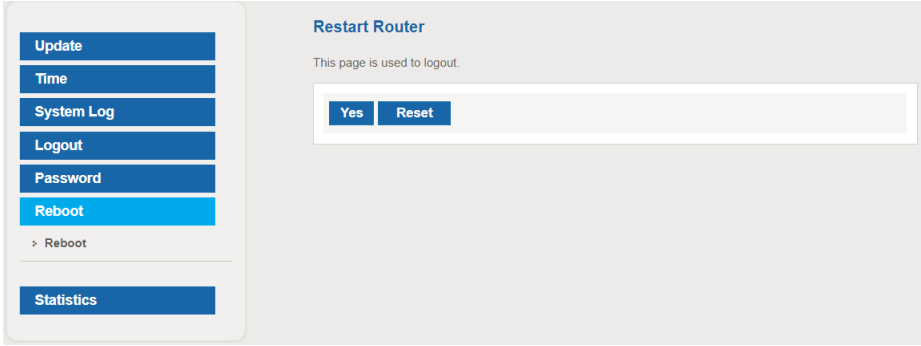 Update
Time
System Log
Logout
Password
Reboot
> Reboot
Statistics
Restart Router
This page is used to logout.
Yes Reset